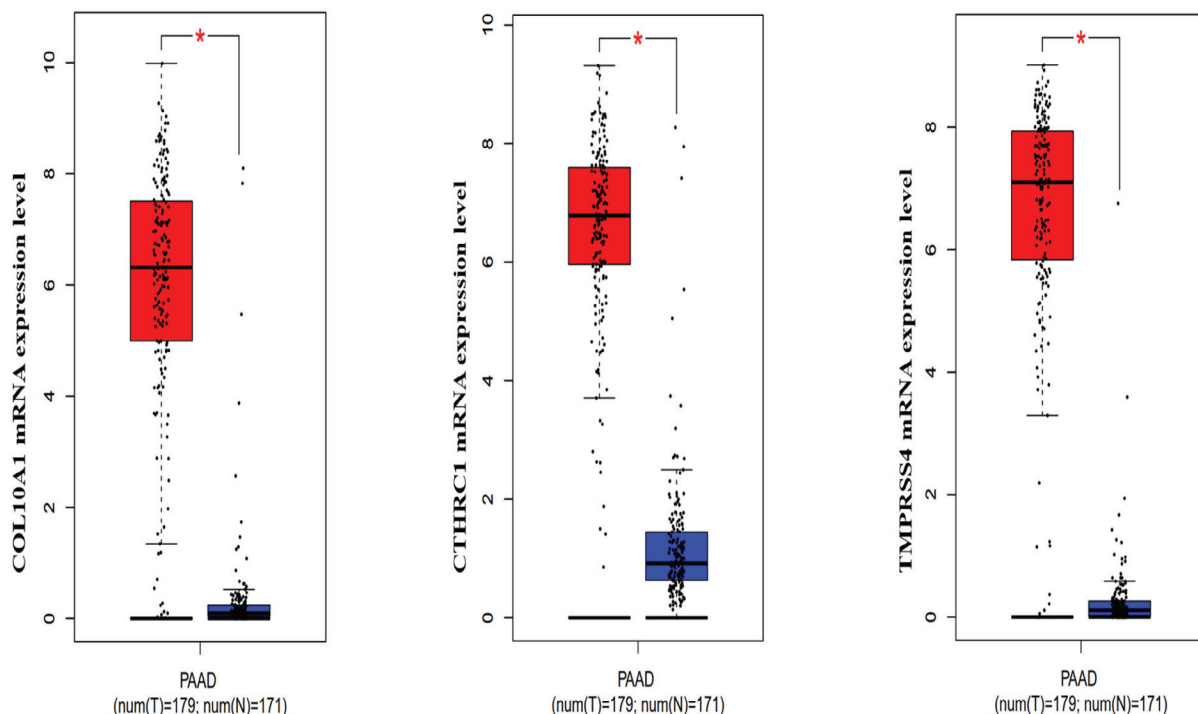 COL10A1 mRNA expression level
10
8
6
4
2
0
*
PAAD
(num(T)=179; num(N)=171)
CTHRC1 mRNA expression level
10
8
6
4
2
0
*
PAAD
(num(T)=179; num(N)=171)
TMPRSS4 mRNA expression level
8
6
4
2
0
*
PAAD
(num(T)=179; num(N)=171)